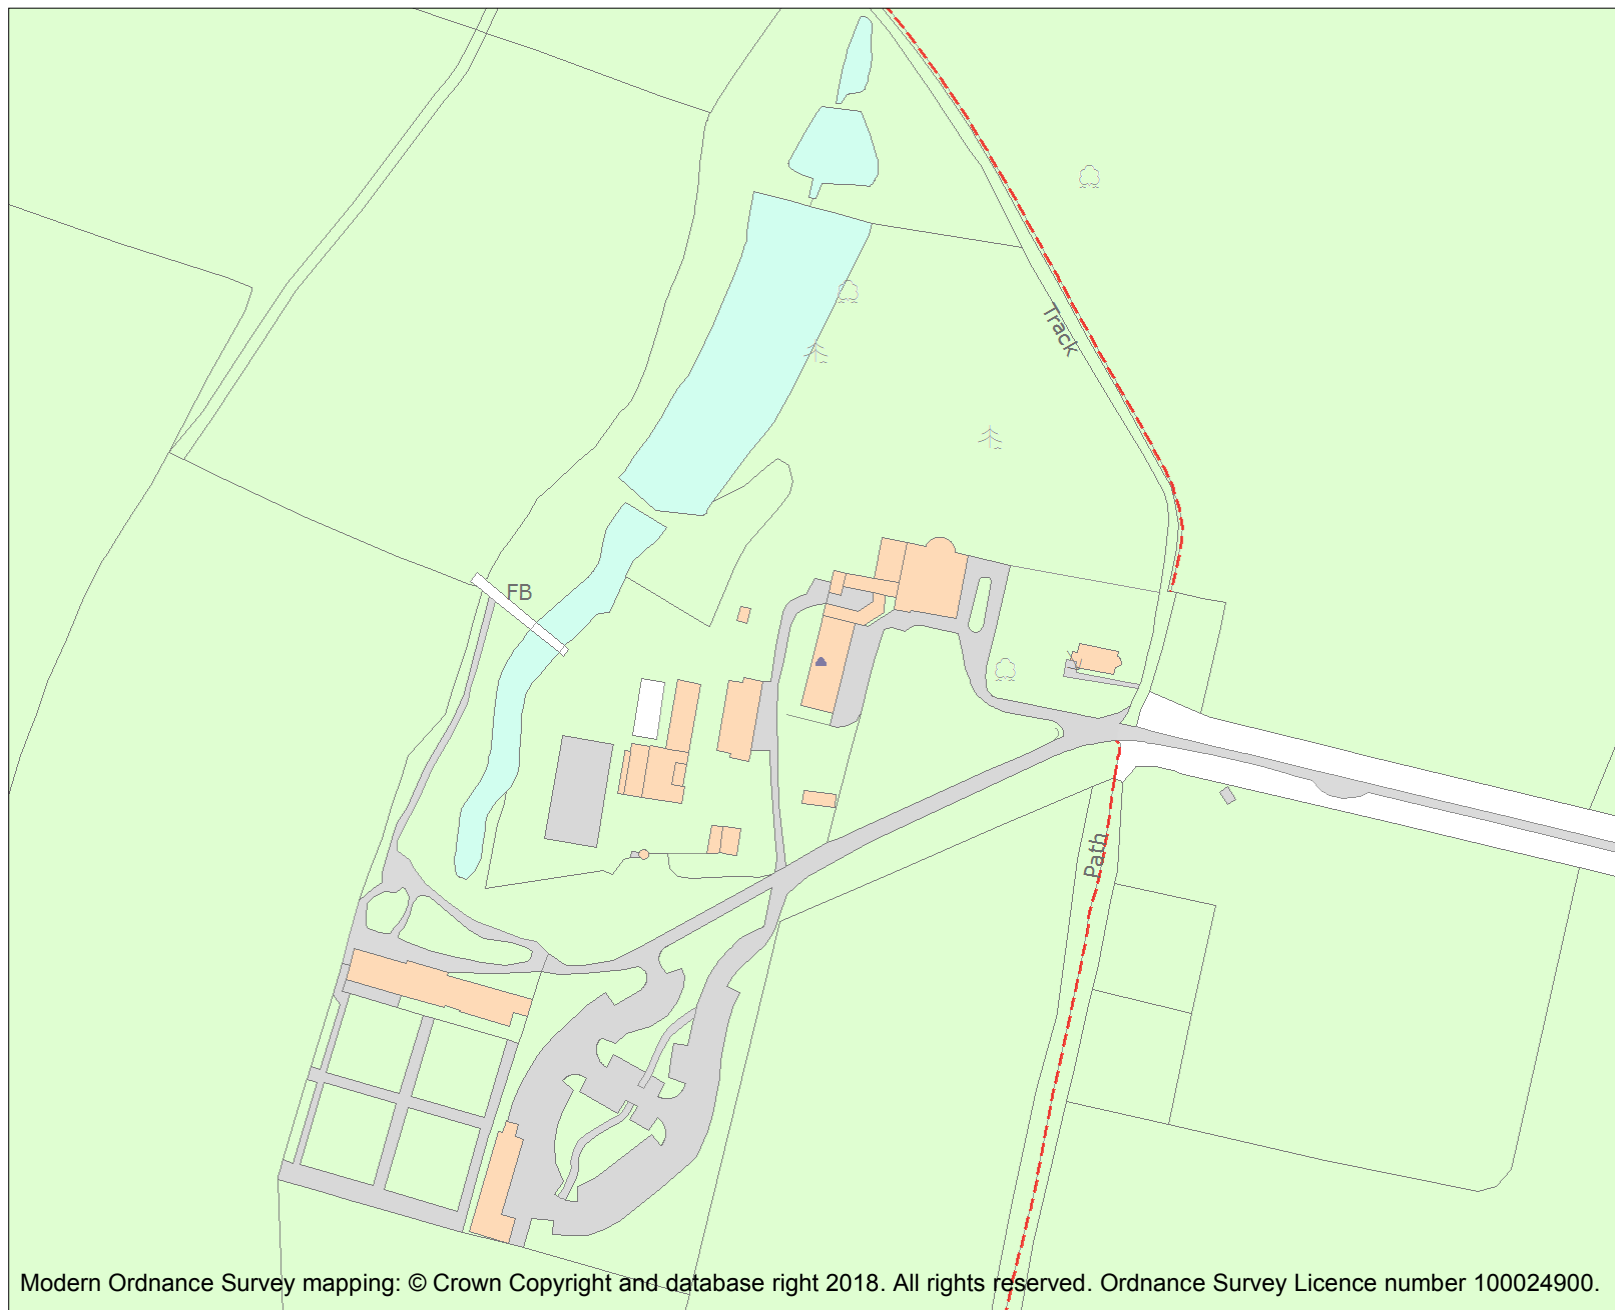 Track
FB
Path
Modern Ordnance Survey mapping: © Crown Copyright and database right 2018. All rights reserved. Ordnance Survey Licence number 100024900.